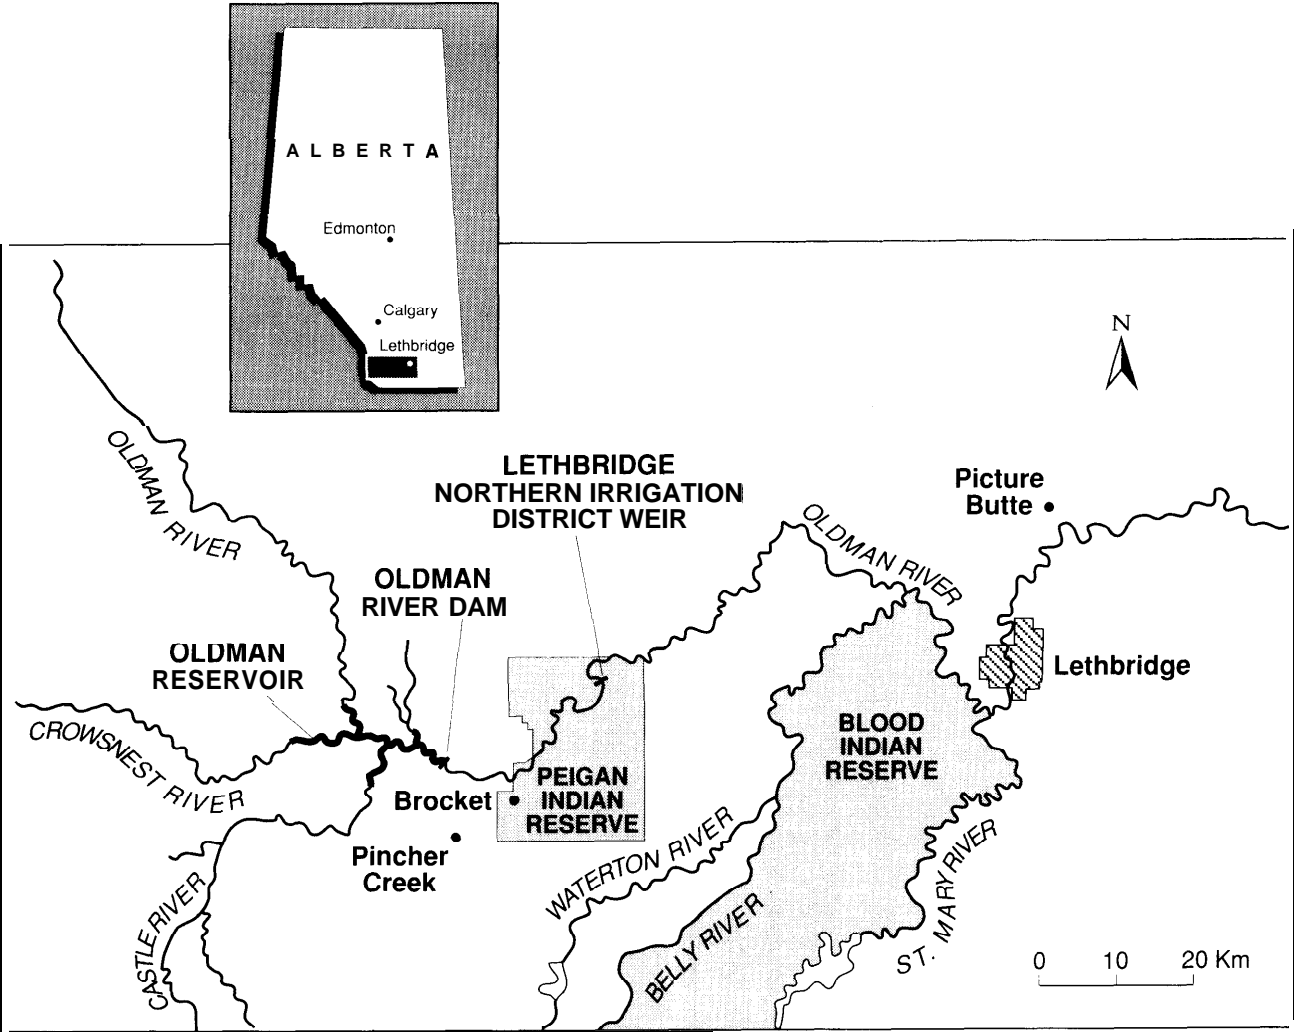 A L B E R T A
Edmonton
Calgary
Lethbridge
N
OLDMAN RIVER
LETHBRIDGE
NORTHERN IRRIGATION
DISTRICT WEIR
Picture
Butte
OLDMAN RIVER
OLDMAN
RIVER DAM
OLDMAN
RESERVOIR
Lethbridge
CROWSNEST RIVER
BLOOD
INDIAN
RESERVE
PEIGAN
INDIAN
RESERVE
Brocket
Pincher
Creek
WATERTON RIVER
CASTLE RIVER
BELLY RIVER
ST. MARY RIVER
0 10 20 Km